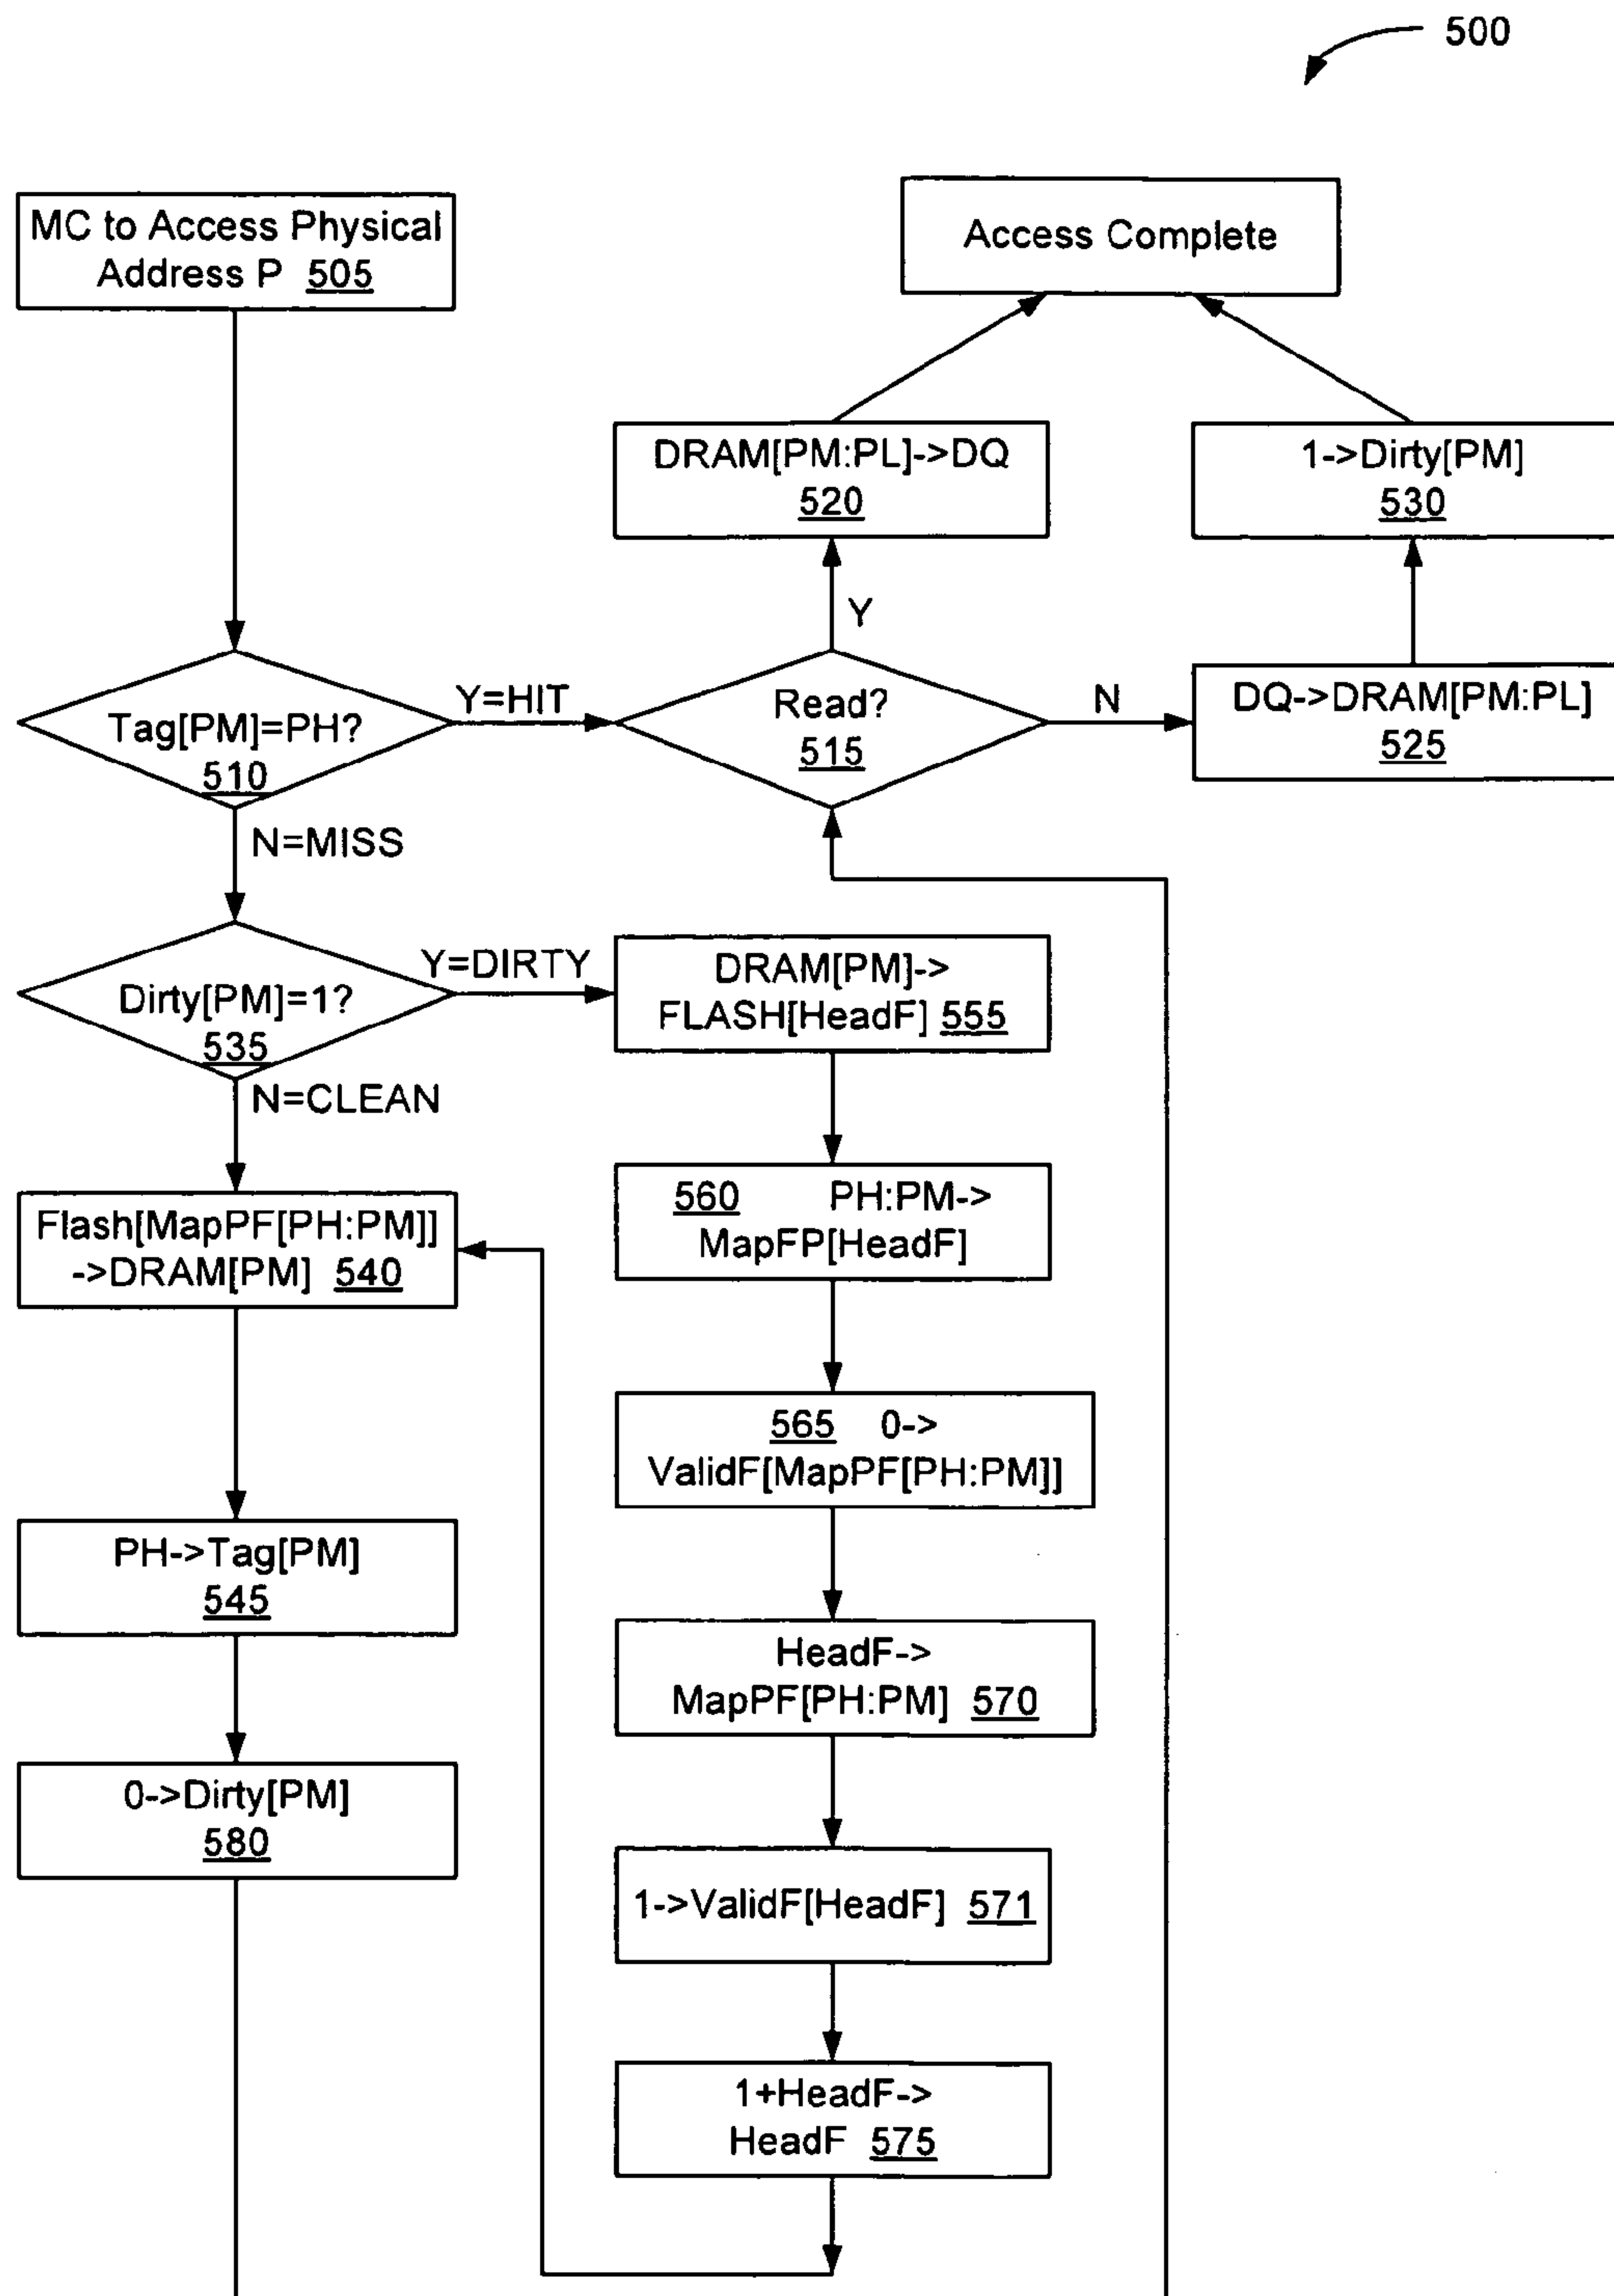 500
MC to Access Physical
Address P 505
Access Complete
DRAM[PM:PL]->DQ
520
1->Dirty[PM]
530
Y
Tag[PM]=PH?
510
Y=HIT
Read?
515
N
DQ->DRAM[PM:PL]
525
N=MISS
Dirty[PM]=1?
535
Y=DIRTY
DRAM[PM]->
FLASH[HeadF] 555
N=CLEAN
Flash[MapPF[PH:PM]]
->DRAM[PM] 540
560 PH:PM->
MapFP[HeadF]
565 0->
ValidF[MapPF[PH:PM]]
PH->Tag[PM]
545
HeadF->
MapPF[PH:PM] 570
0->Dirty[PM]
580
1->ValidF[HeadF] 571
1+HeadF->
HeadF 575